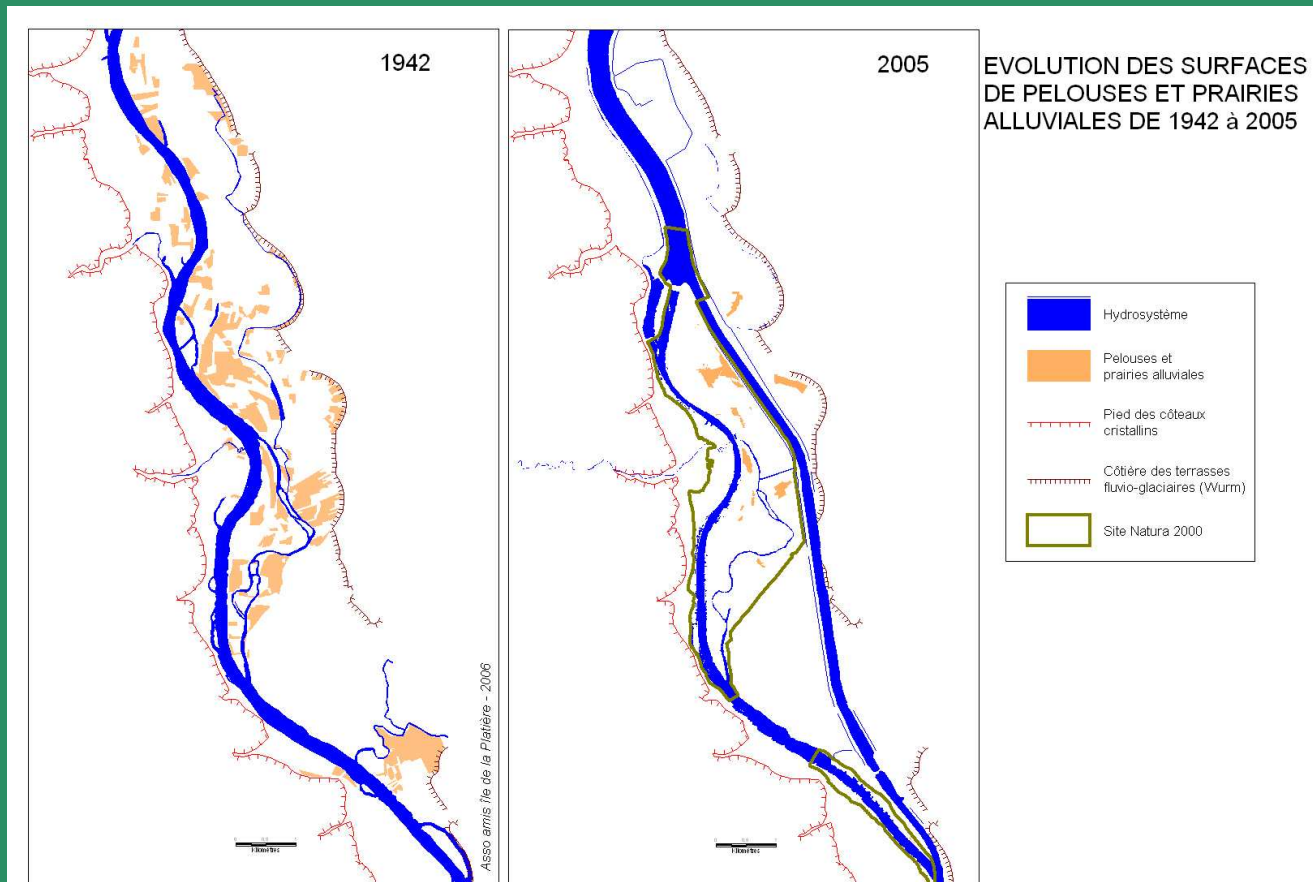 1942
2005
EVOLUTION DES SURFACES
DE PELOUSES ET PRAIRIES
ALLUVIALES DE 1942 à 2005
Hydrosystème
Pelouses et
prairies alluviales
Pied des côteaux
cristallins
Côtière des terrasses
fluvio-glaciaires (Wurm)
Site Natura 2000
Asso amis île de la Platière - 2006
Kilomètres
Kilomètres